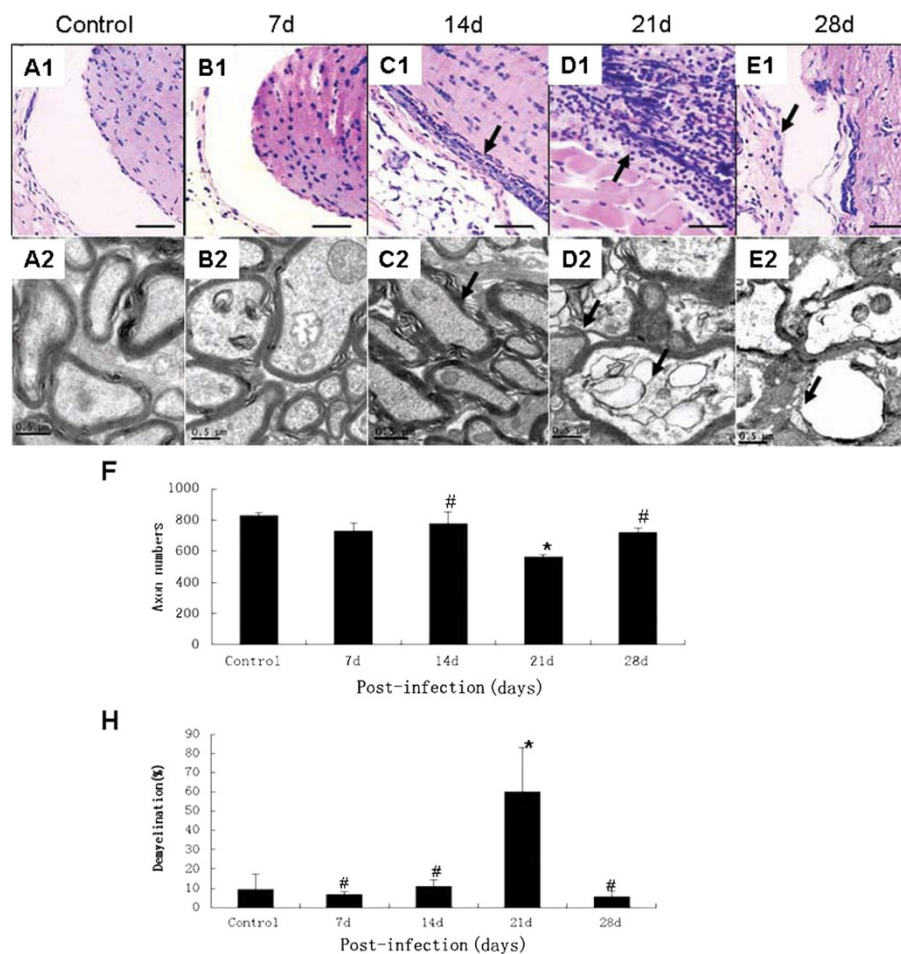 Control 7d 14d 21d 28d
A1 B1 C1 D1 E1
A2 B2 C2 D2 E2
0.5 μm 0.5 μm 0.5 μm 0.5 μm 0.5 μm
F
1000
800
600
400
200
0
Axon numbers
# * #
Control 7d 14d 21d 28d
Post-infection (days)
H
90
80
70
60
50
40
30
20
10
0
Demyelination(%)
# # * #
Control 7d 14d 21d 28d
Post-infection (days)